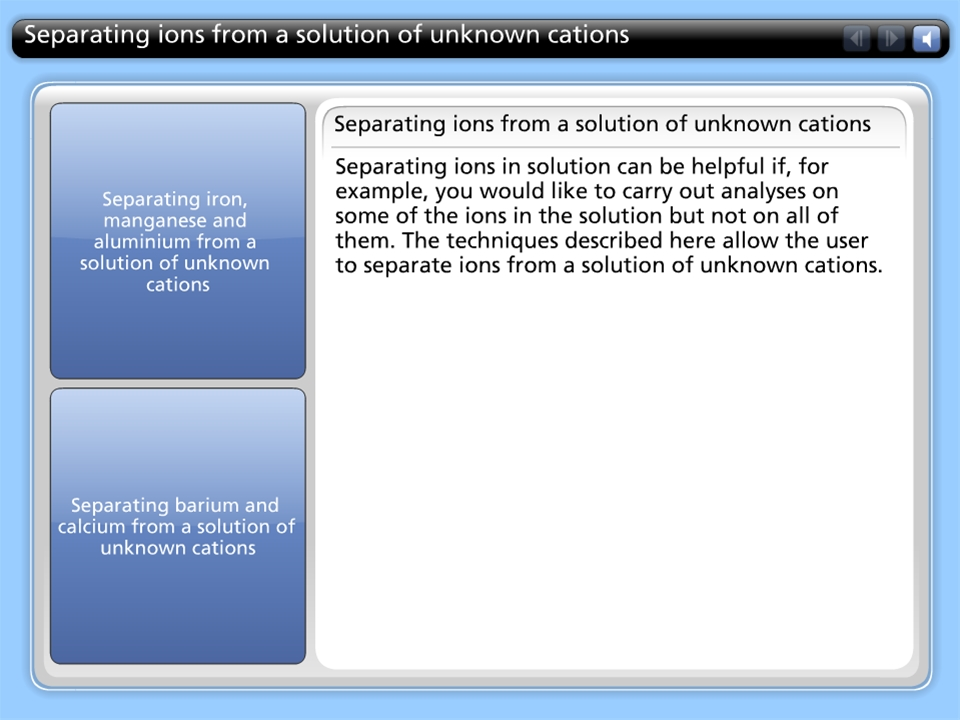 Separating ions from a solution of unknown cations
Separating iron,
manganese and
aluminium from a
solution of unknown
cations
Separating barium and
calcium from a solution of
unknown cations
Separating ions from a solution of unknown cations
Separating ions in solution can be helpful if, for
example, you would like to carry out analyses on
some of the ions in the solution but not on all of
them. The techniques described here allow the user
to separate ions from a solution of unknown cations.